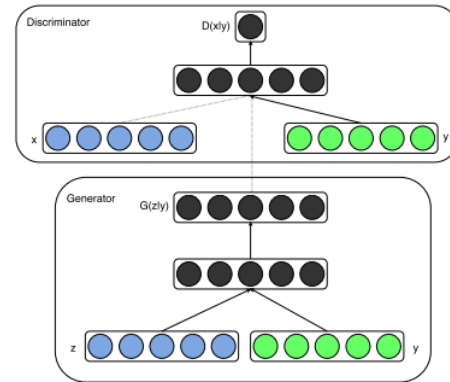 Discriminator
D(x|y)
x
y
Generator
G(z|y)
z
y